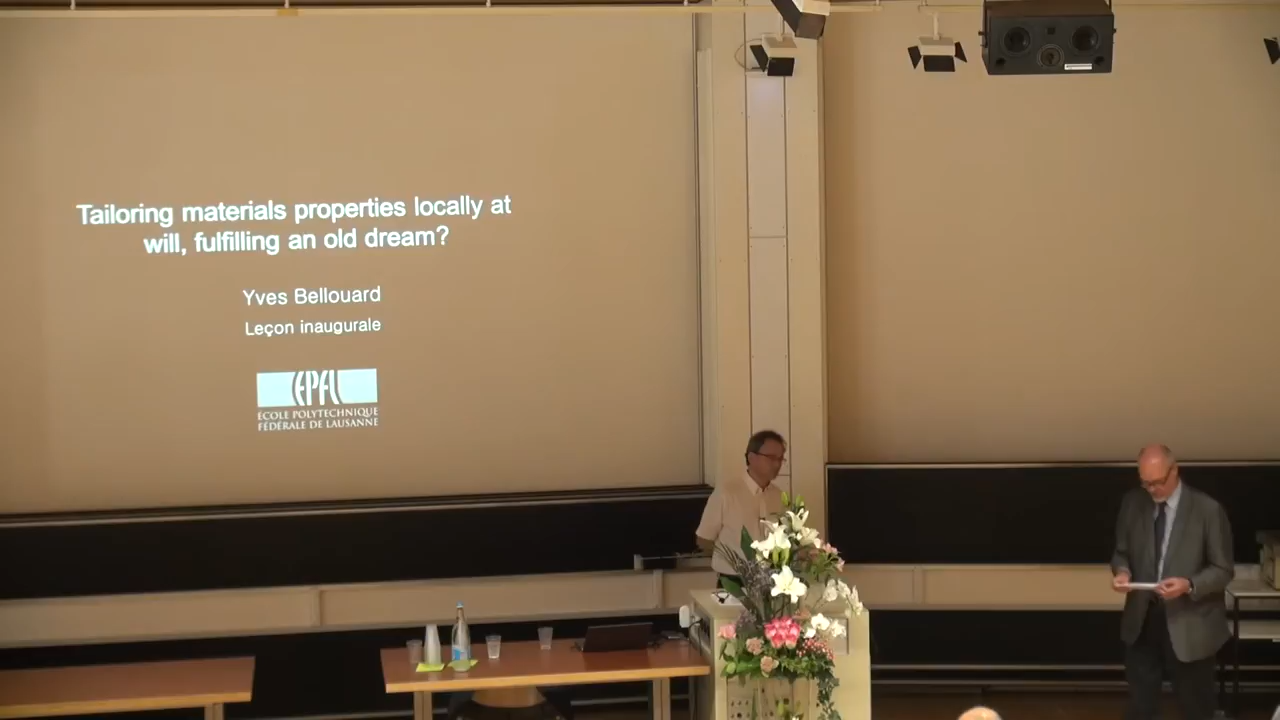 Tailoring materials properties locally at
will, fulfilling an old dream?
Yves Bellouard
Leçon inaugurale
EPFL
ÉCOLE POLYTECHNIQUE
FÉDÉRALE DE LAUSANNE